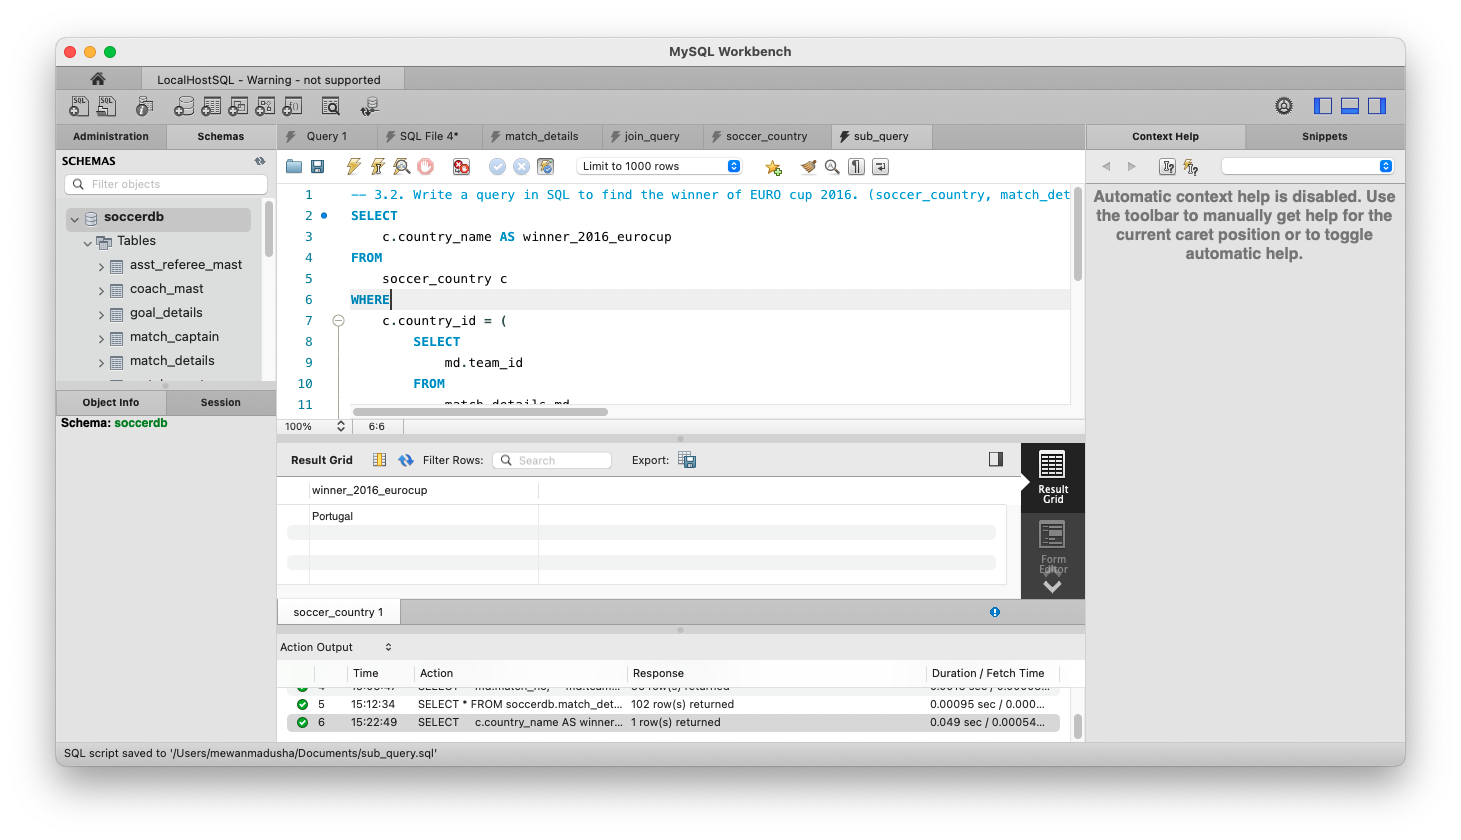 MySQL Workbench
LocalHostSQL - Warning - not supported
Administration
Schemas
Query 1
SQL File 4*
match_details
join_query
soccer_country
sub_query
Context Help
Snippets
SCHEMAS
Filter objects
Limit to 1000 rows
soccerdb
Tables
asst_referee_mast
coach_mast
goal_details
match_captain
match_details
1 -- 3.2. Write a query in SQL to find the winner of EURO cup 2016. (soccer_country, match_det
2 SELECT
3 c.country_name AS winner_2016_eurocup
4 FROM
5 soccer_country c
6 WHERE
7 c.country_id = (
8 SELECT
9 md.team_id
10 FROM
11 match_details md
Automatic context help is disabled. Use
the toolbar to manually get help for the
current caret position or to toggle
automatic help.
Object Info
Session
Schema: soccerdb
100%
6:6
Result Grid
Filter Rows:
Search
Export:
winner_2016_eurocup
Portugal
Result
Grid
Form
Editor
soccer_country 1
Action Output
Time
Action
Response
Duration / Fetch Time
5 15:12:34 SELECT * FROM soccerdb.match_det... 102 row(s) returned 0.00095 sec / 0.000...
6 15:22:49 SELECT c.country_name AS winner... 1 row(s) returned 0.049 sec / 0.00054...
SQL script saved to '/Users/mewanmadusha/Documents/sub_query.sql'